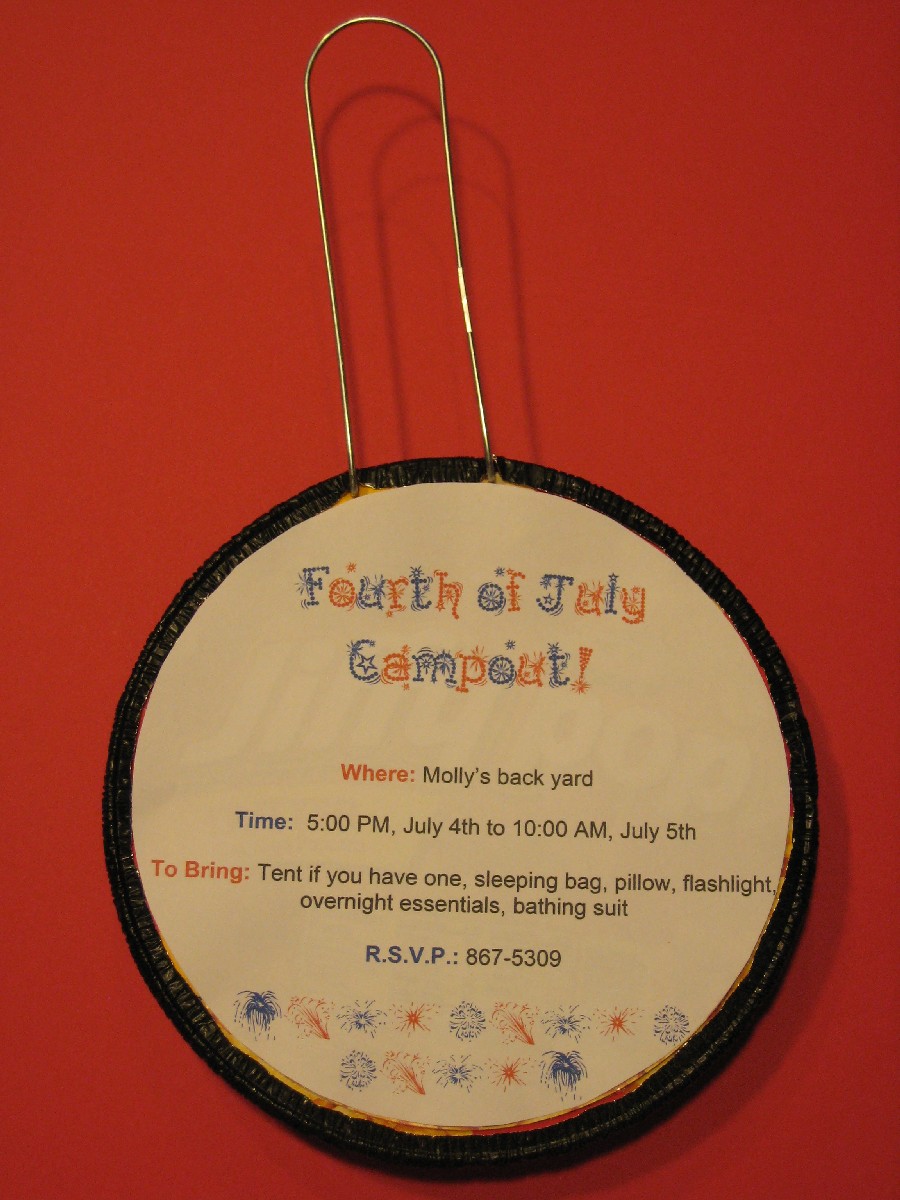 Fourth of July
Campout!
Where: Molly's back yard
Time: 5:00 PM, July 4th to 10:00 AM, July 5th
To Bring: Tent if you have one, sleeping bag, pillow, flashlight,
overnight essentials, bathing suit
R.S.V.P.: 867-5309